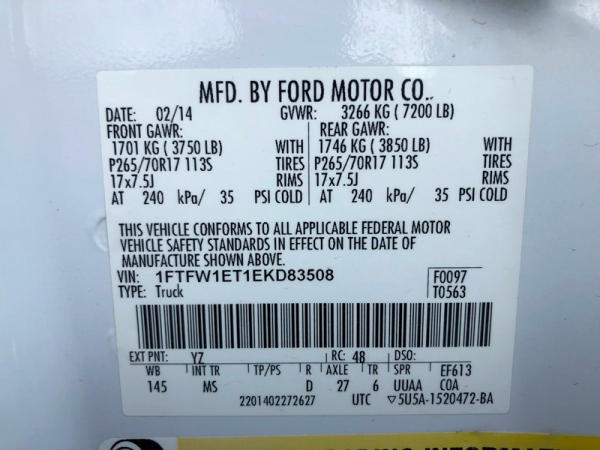 MFD. BY FORD MOTOR CO..
DATE: 02/14 GVWR: 3266 KG ( 7200 LB)
FRONT GAWR: REAR GAWR:
1701 KG ( 3750 LB) WITH 1746 KG ( 3850 LB) WITH
P265/70R17 113S TIRES P265/70R17 113S TIRES
17x7.5J RIMS 17x7.5J RIMS
AT 240 kPa/ 35 PSI COLD AT 240 kPa/ 35 PSI COLD
THIS VEHICLE CONFORMS TO ALL APPLICABLE FEDERAL MOTOR
VEHICLE SAFETY STANDARDS IN EFFECT ON THE DATE OF
MANUFACTURE SHOWN ABOVE.
VIN: 1FTFW1ET1EKD83508 F0097
TYPE: Truck T0563
EXT PNT: YZ RC: 48 DSO:
WB INT TR TP/PS R AXLE TR SPR EF613
145 MS D 27 6 UUAA COA
2201402272627 UTC ▽5U5A-1520472-BA